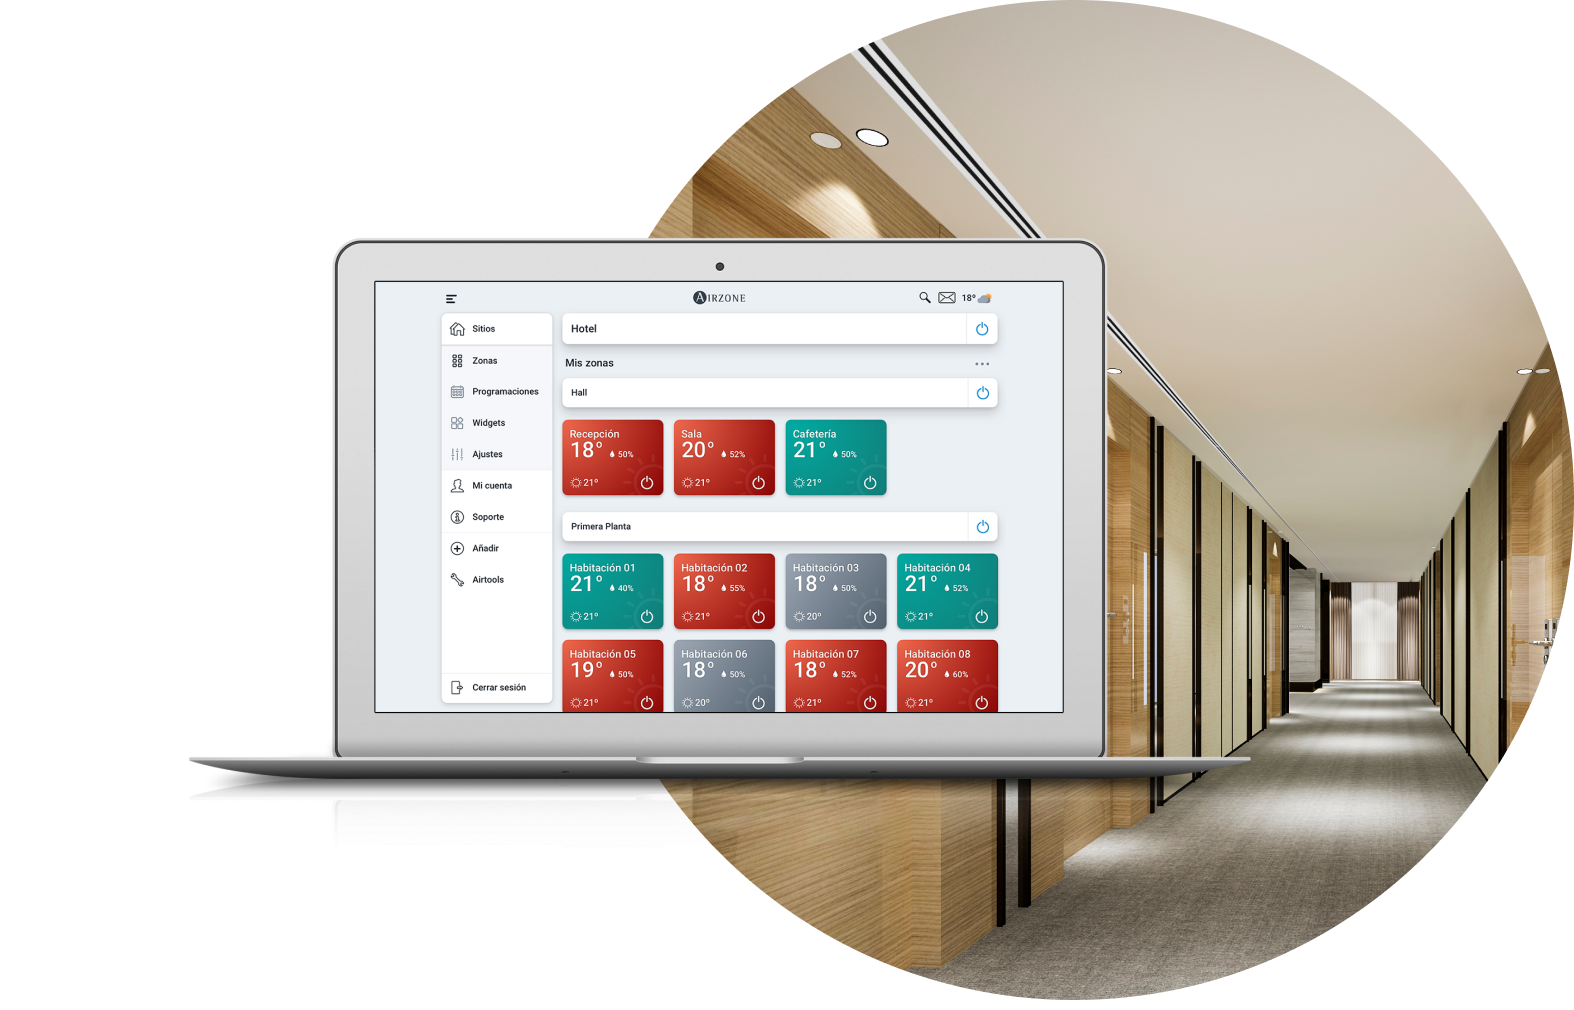 AIRZONE
18°
Sitios
Zonas
Programaciones
Widgets
Ajustes
Mi cuenta
Soporte
Añadir
Airtools
Cerrar sesión
Hotel
Mis zonas
Hall
Recepción
18° 50%
21°
Sala
20° 52%
21°
Cafetería
21° 50%
21°
Primera Planta
Habitación 01
21° 40%
21°
Habitación 02
18° 55%
21°
Habitación 03
18° 50%
20°
Habitación 04
21° 52%
21°
Habitación 05
19° 50%
21°
Habitación 06
18° 50%
20°
Habitación 07
18° 52%
21°
Habitación 08
20° 60%
21°